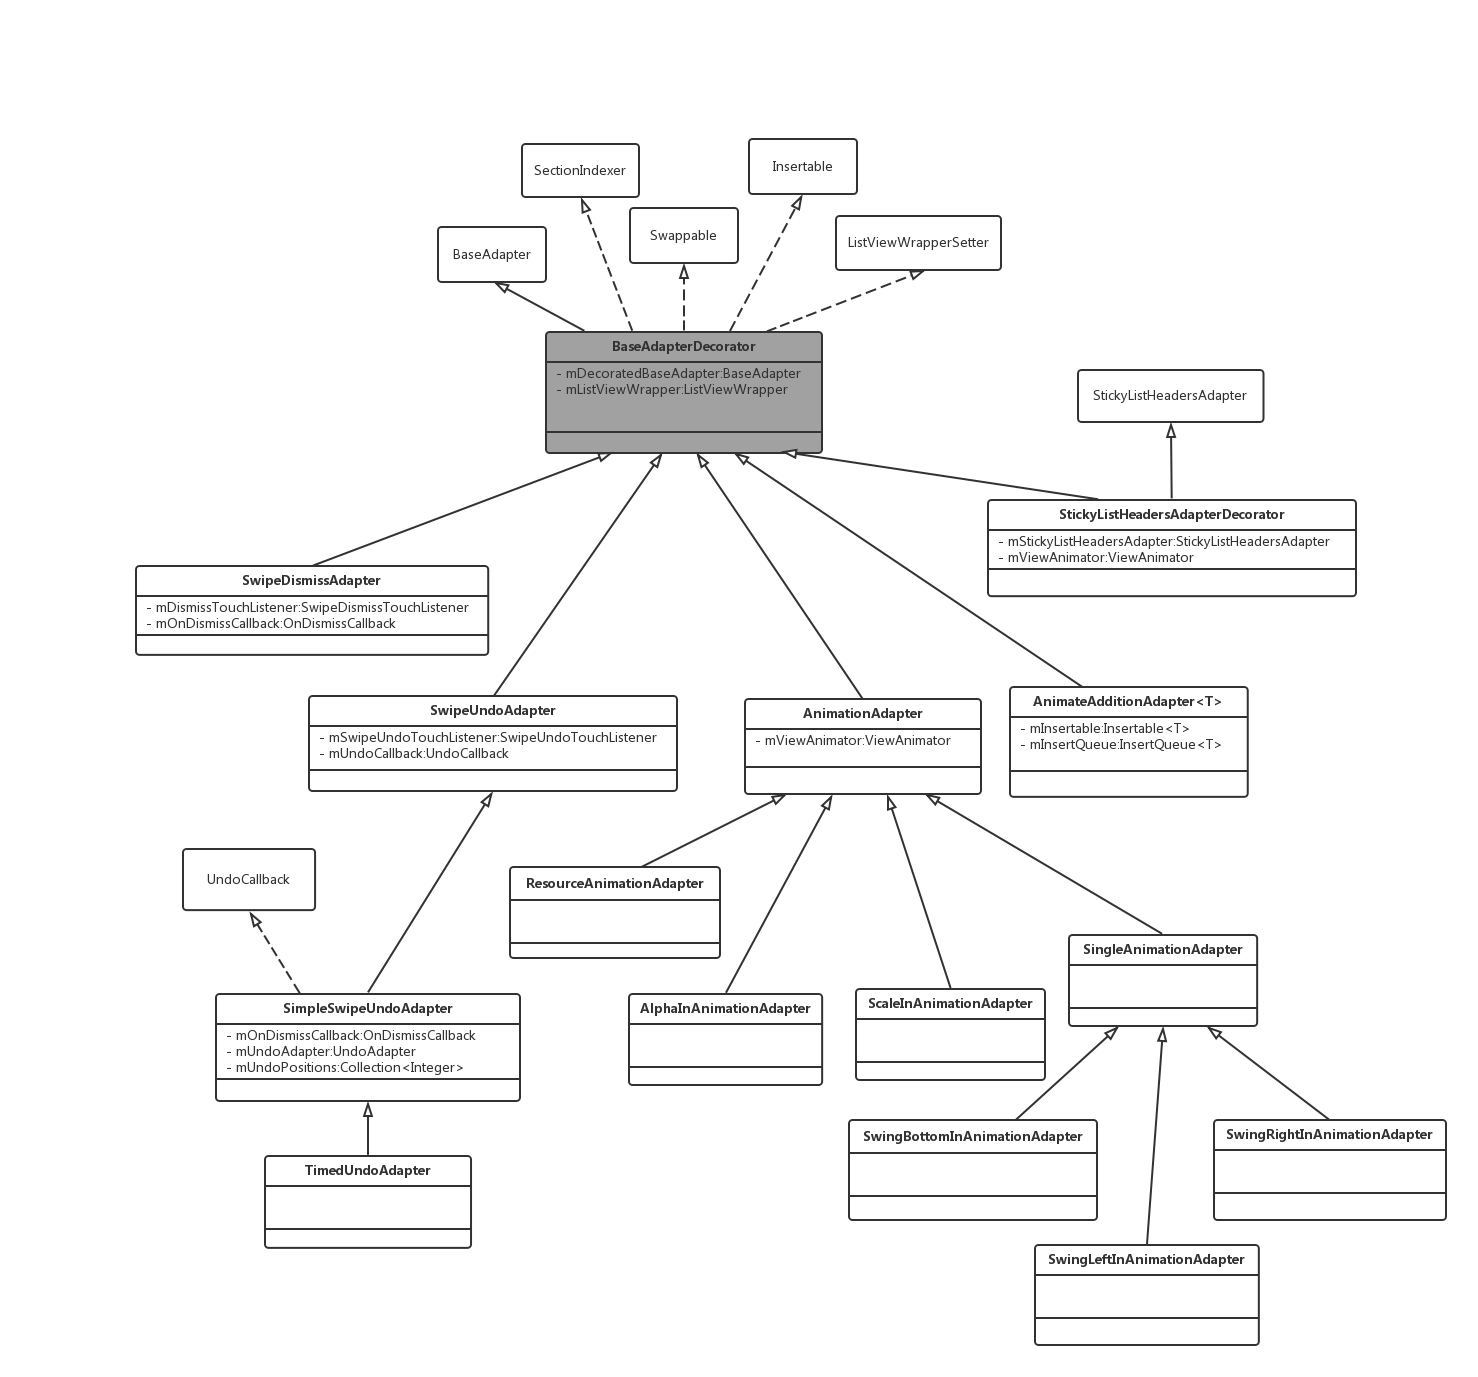 Insertable
SectionIndexer
Swappable
ListViewWrapperSetter
BaseAdapter
BaseAdapterDecorator
- mDecoratedBaseAdapter:BaseAdapter
- mListViewWrapper:ListViewWrapper
StickyListHeadersAdapter
StickyListHeadersAdapterDecorator
- mStickyListHeadersAdapter:StickyListHeadersAdapter
- mViewAnimator:ViewAnimator
SwipeDismissAdapter
- mDismissTouchListener:SwipeDismissTouchListener
- mOnDismissCallback:OnDismissCallback
SwipeUndoAdapter
- mSwipeUndoTouchListener:SwipeUndoTouchListener
- mUndoCallback:UndoCallback
AnimationAdapter
- mViewAnimator:ViewAnimator
AnimateAdditionAdapter<T>
- mInsertable:Insertable<T>
- mInsertQueue:InsertQueue<T>
UndoCallback
ResourceAnimationAdapter
SingleAnimationAdapter
SimpleSwipeUndoAdapter
- mOnDismissCallback:OnDismissCallback
- mUndoAdapter:UndoAdapter
- mUndoPositions:Collection<Integer>
AlphaInAnimationAdapter
ScaleInAnimationAdapter
SwingBottomInAnimationAdapter
SwingRightInAnimationAdapter
TimedUndoAdapter
SwingLeftInAnimationAdapter